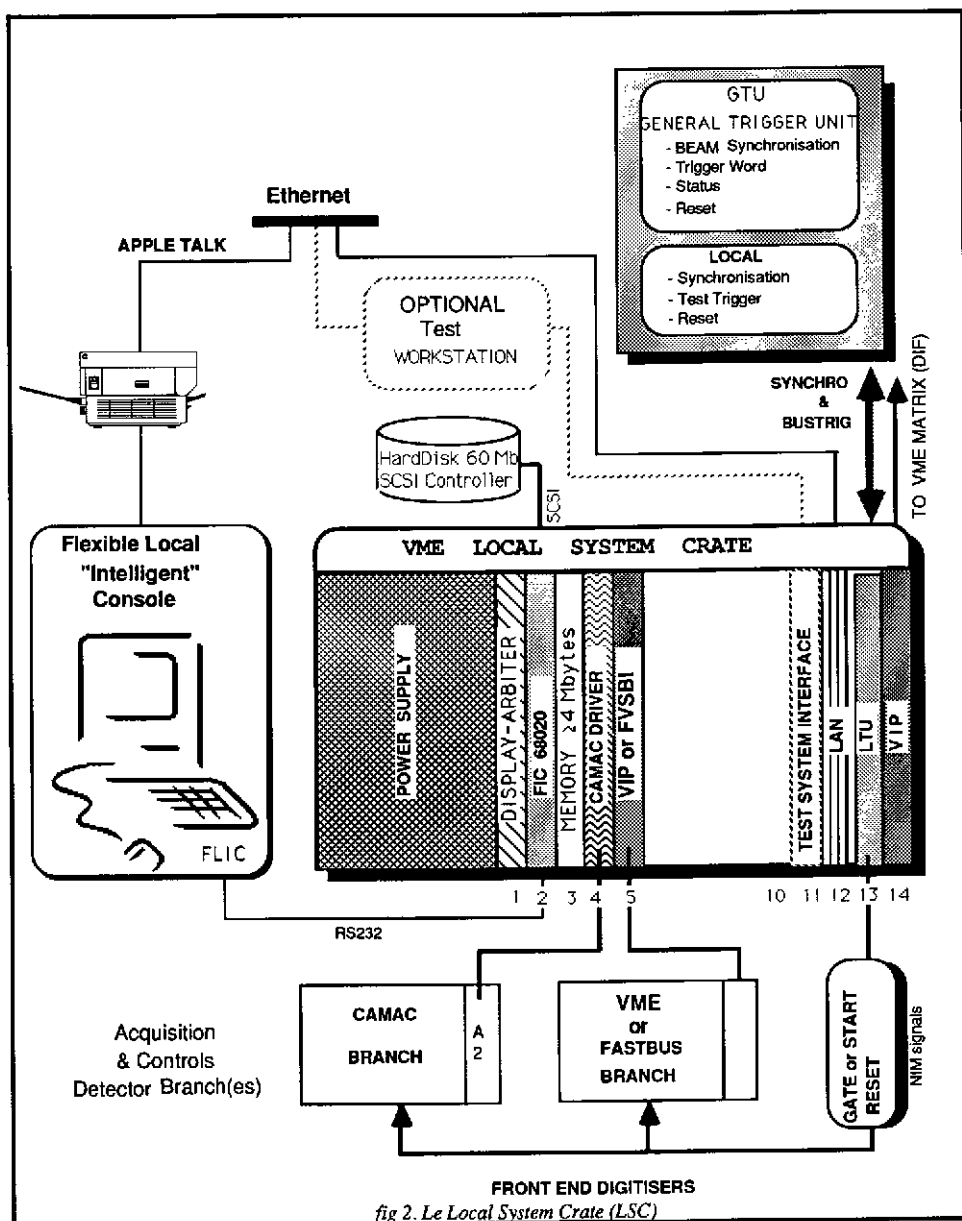 GTU
GENERAL TRIGGER UNIT
- BEAM Synchronisation
- Trigger Word
- Status
- Reset
LOCAL
- Synchronisation
- Test Trigger
- Reset
Ethernet
APPLE TALK
OPTIONAL
Test
WORKSTATION
SYNCHRO
&
BUSTRIG
TO VME MATRIX (DIF)
HardDisk 60 Mb
SCSI Controller
SCSI
Flexible Local
"Intelligent"
Console
FLIC
VME LOCAL SYSTEM CRATE
POWER SUPPLY
DISPLAY-ARBITER
FIC 68020
MEMORY ≥4 Mbytes
CAMAC DRIVER
VIP or FVSBI
TEST SYSTEM INTERFACE
LAN
LTU
VIP
1 2 3 4 5 10 11 12 13 14
RS232
CAMAC
BRANCH
A
2
VME
or
FASTBUS
BRANCH
GATE or START
RESET
NIM signals
Acquisition
& Controls
Detector Branch(es)
FRONT END DIGITISERS
fig 2. Le Local System Crate (LSC)